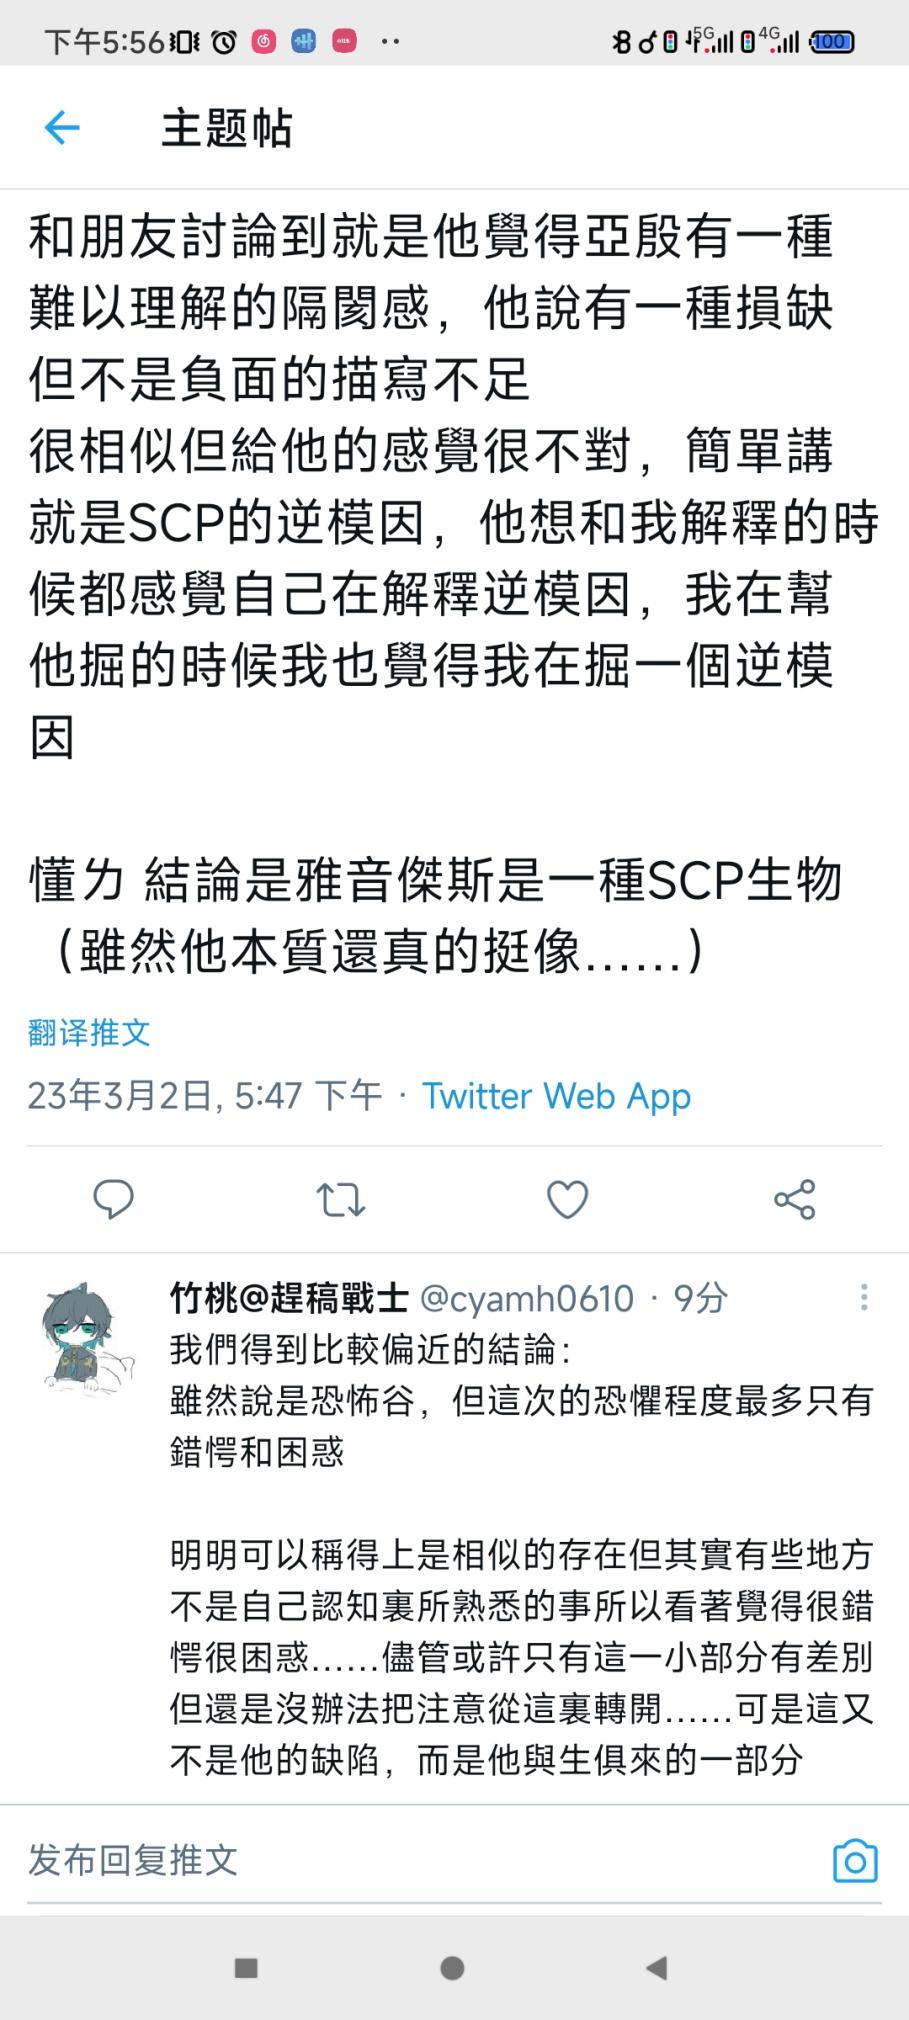 下午5:56
5G
4G
100
主题帖
和朋友討論到就是他覺得亞殷有一種
難以理解的隔閡感，他說有一種損缺
但不是負面的描寫不足
很相似但給他的感覺很不對，簡單講
就是SCP的逆模因，他想和我解釋的時
候都感覺自己在解釋逆模因，我在幫
他掘的時候我也覺得我在掘一個逆模
因
懂ㄌ 結論是雅音傑斯是一種SCP生物
（雖然他本質還真的挺像……）
翻译推文
23年3月2日, 5:47 下午 · Twitter Web App
竹桃@趕稿戰士 @cyamh0610 · 9分
我們得到比較偏近的結論：
雖然說是恐怖谷，但這次的恐懼程度最多只有
錯愕和困惑
明明可以稱得上是相似的存在但其實有些地方
不是自己認知裏所熟悉的事所以看著覺得很錯
愕很困惑……儘管或許只有這一小部分有差別
但還是沒辦法把注意從這裏轉開……可是這又
不是他的缺陷，而是他與生俱來的一部分
发布回复推文